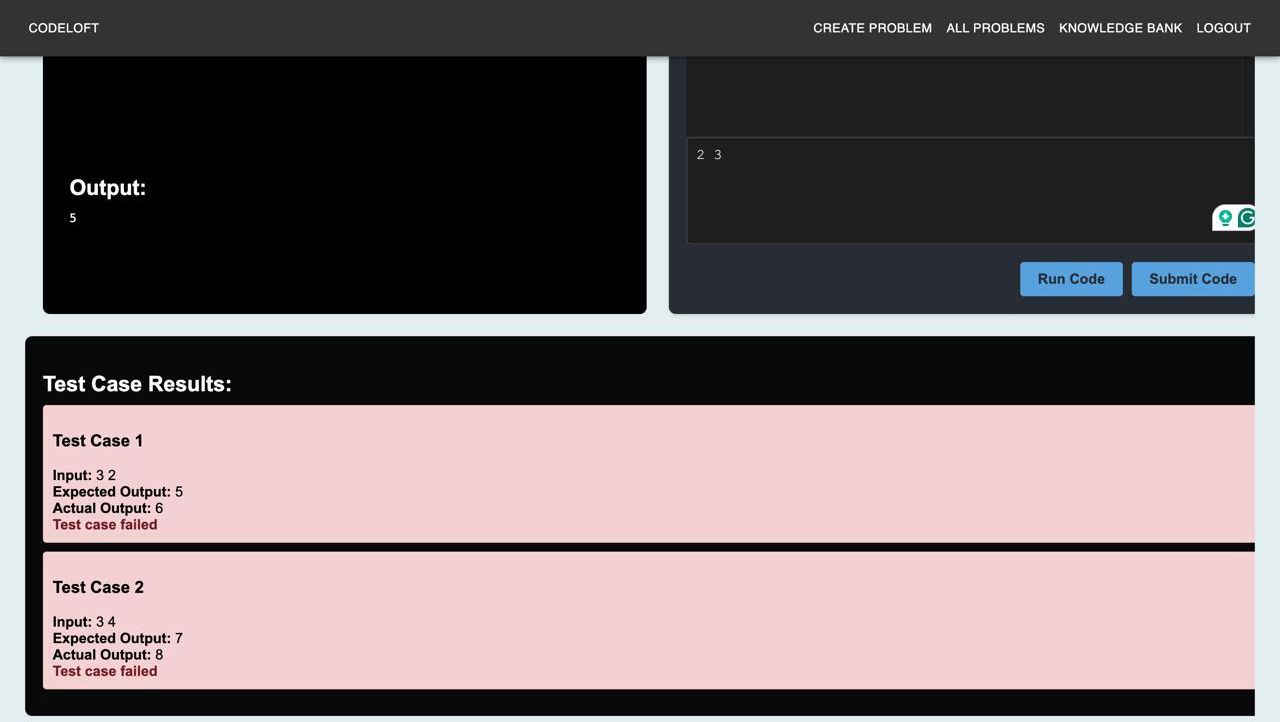 CODELOFT
CREATE PROBLEM ALL PROBLEMS KNOWLEDGE BANK LOGOUT
Output:
5
2 3
Run Code Submit Code
Test Case Results:
Test Case 1
Input: 3 2
Expected Output: 5
Actual Output: 6
Test case failed
Test Case 2
Input: 3 4
Expected Output: 7
Actual Output: 8
Test case failed